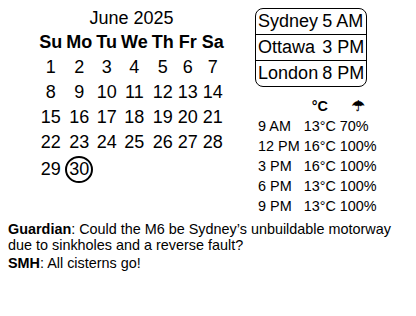 June 2025
Su Mo Tu We Th Fr Sa
1 2 3 4 5 6 7
8 9 10 11 12 13 14
15 16 17 18 19 20 21
22 23 24 25 26 27 28
29 30
Sydney 5 AM
Ottawa 3 PM
London 8 PM
°C ☂
9 AM 13°C 70%
12 PM 16°C 100%
3 PM 16°C 100%
6 PM 13°C 100%
9 PM 13°C 100%
Guardian: Could the M6 be Sydney’s unbuildable motorway
due to sinkholes and a reverse fault?
SMH: All cisterns go!